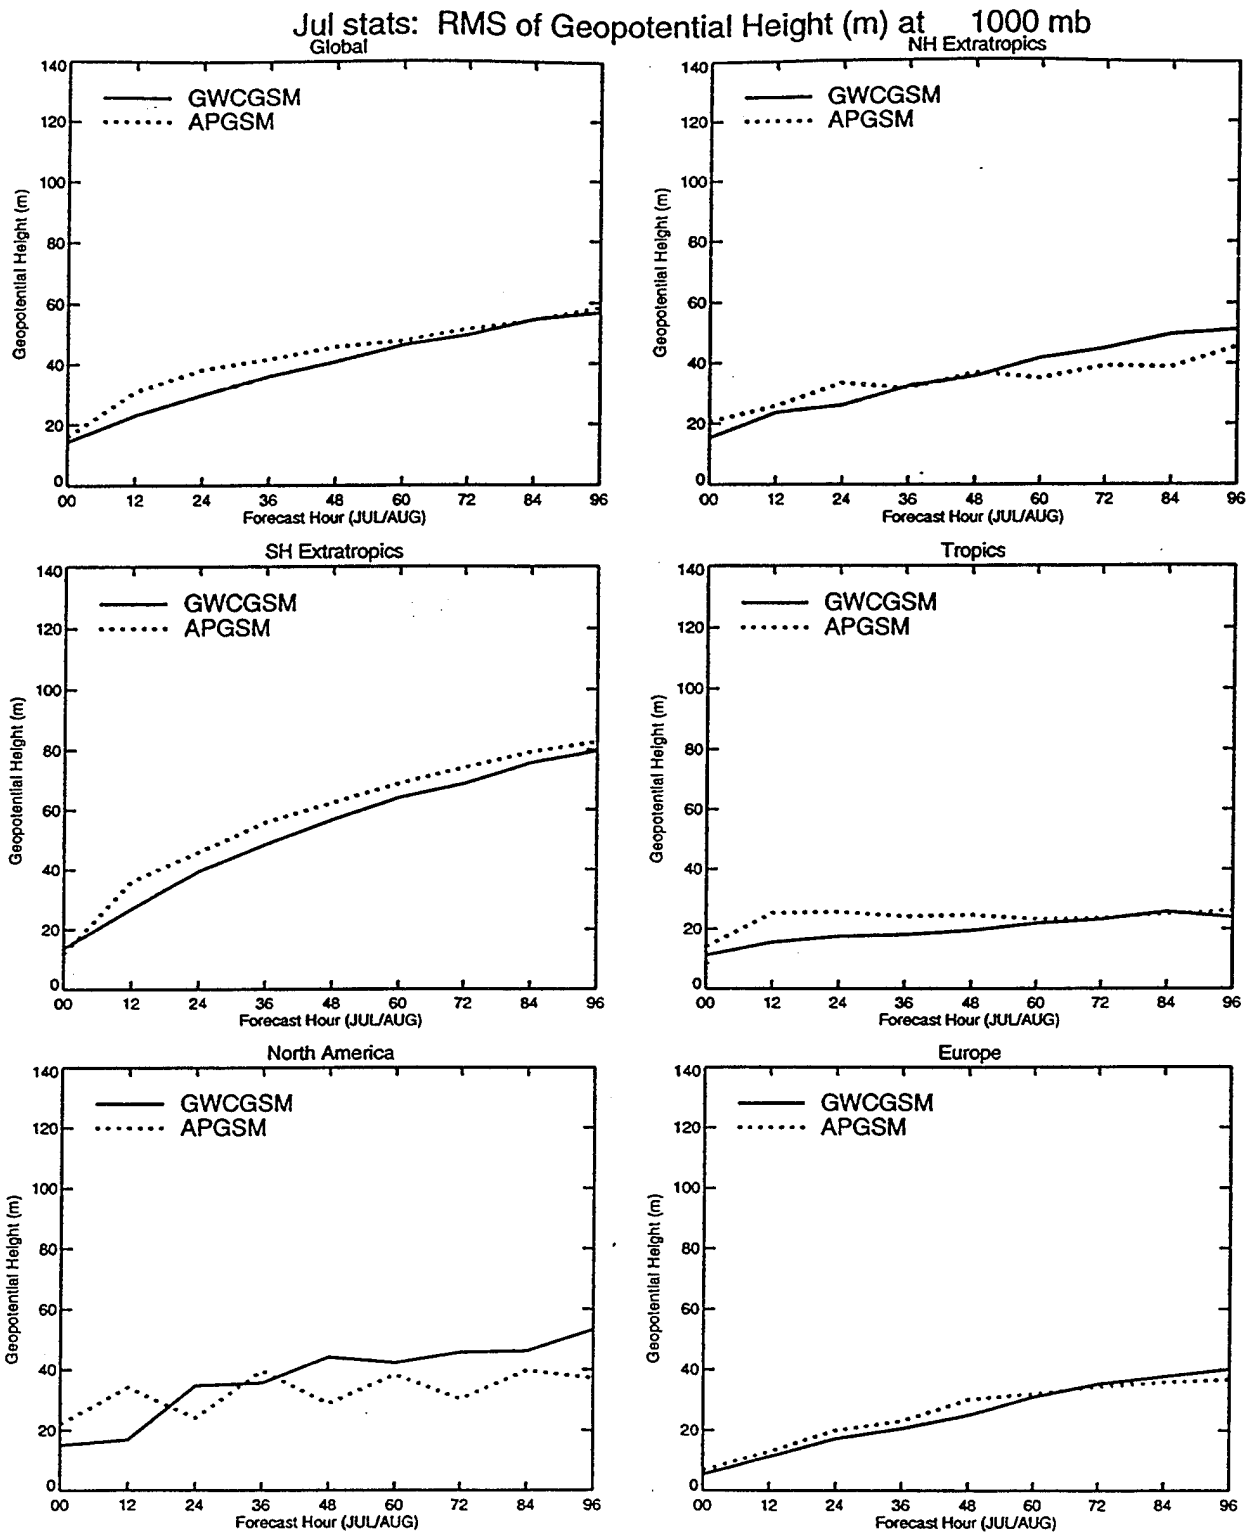 Jul stats: RMS of Geopotential Height (m) at 1000 mb
Global
140
120
100
80
60
40
20
0
Geopotential Height (m)
GWCGSM
APGSM
00 12 24 36 48 60 72 84 96
Forecast Hour (JUL/AUG)
NH Extratropics
140
120
100
80
60
40
20
0
Geopotential Height (m)
GWCGSM
APGSM
00 12 24 36 48 60 72 84 96
Forecast Hour (JUL/AUG)
SH Extratropics
140
120
100
80
60
40
20
0
Geopotential Height (m)
GWCGSM
APGSM
00 12 24 36 48 60 72 84 96
Forecast Hour (JUL/AUG)
Tropics
140
120
100
80
60
40
20
0
Geopotential Height (m)
GWCGSM
APGSM
00 12 24 36 48 60 72 84 96
Forecast Hour (JUL/AUG)
North America
140
120
100
80
60
40
20
0
Geopotential Height (m)
GWCGSM
APGSM
00 12 24 36 48 60 72 84 96
Forecast Hour (JUL/AUG)
Europe
140
120
100
80
60
40
20
0
Geopotential Height (m)
GWCGSM
APGSM
00 12 24 36 48 60 72 84 96
Forecast Hour (JUL/AUG)